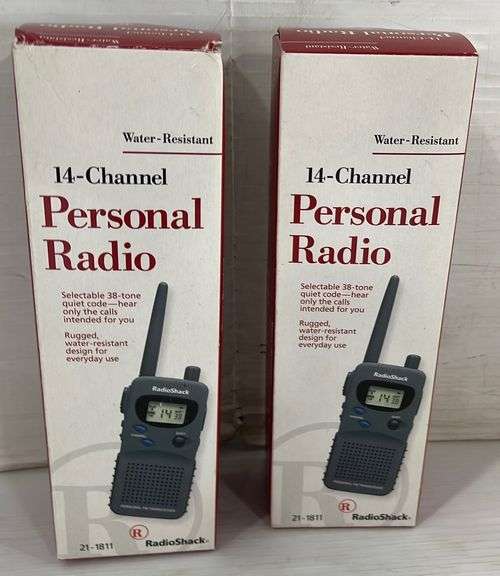 Water-Resistant
14-Channel
Personal
Radio
Selectable 38-tone
quiet code—hear
only the calls
intended for you
Rugged,
water-resistant
design for
everyday use
RadioShack
14
21-1811
R
RadioShack
Personal Radio
Water-Resistant
14-Channel
Personal
Radio
Selectable 38-tone
quiet code—hear
only the calls
intended for you
Rugged,
water-resistant
design for
everyday use
RadioShack
14
21-1811
R
RadioShack